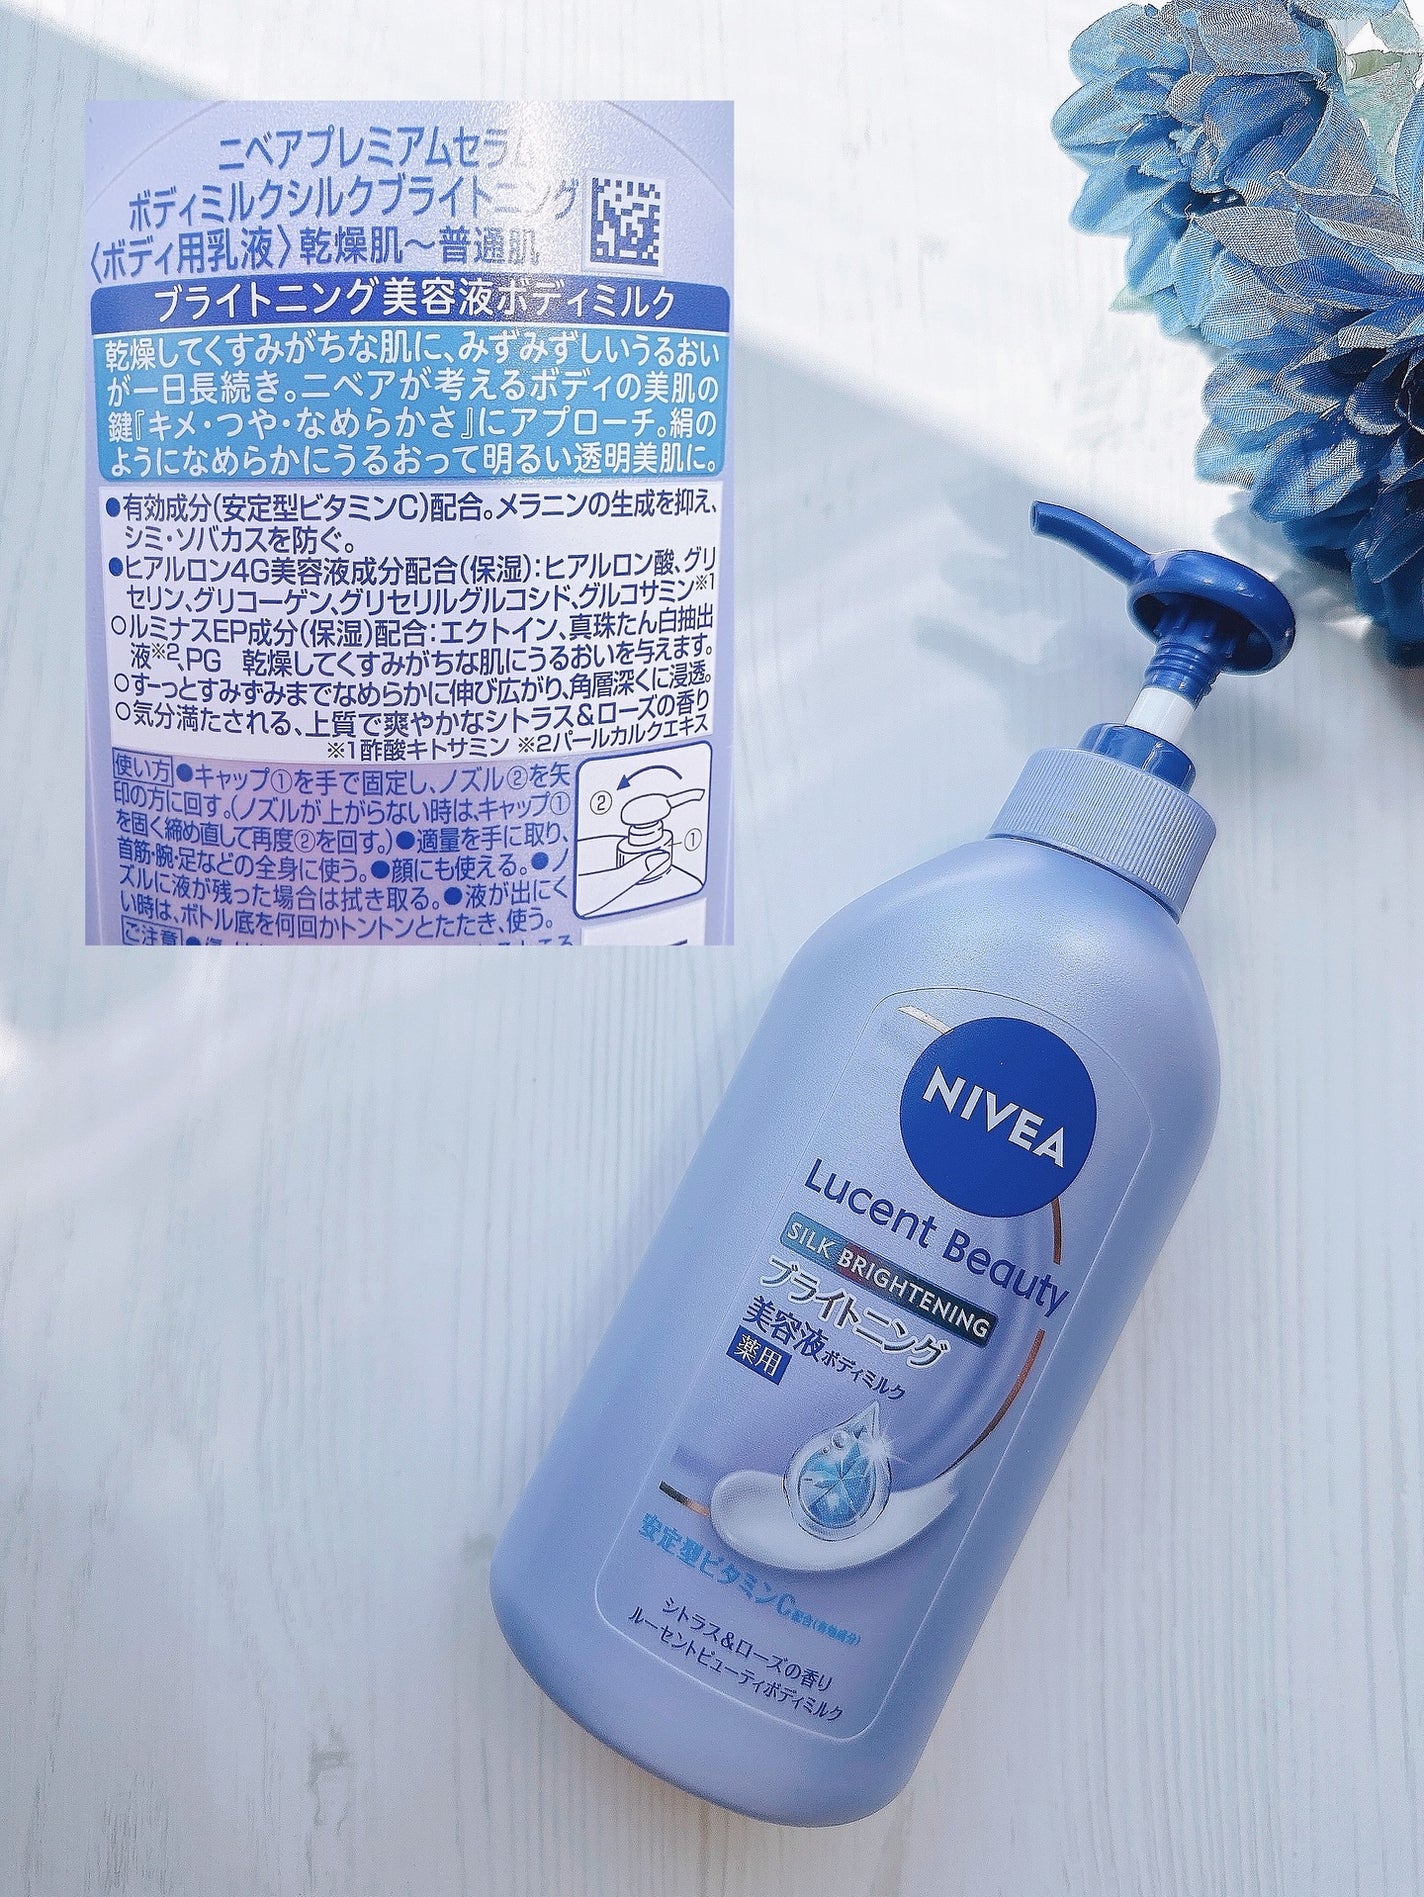 ニベアプレミアムセラム
ボディミルクシルクブライトニング
〈ボディ用乳液〉乾燥肌～普通肌
ブライトニング美容液ボディミルク
乾燥してくすみがちな肌に、みずみずしいうるおい
が一日長続き。ニベアが考えるボディの美肌の
鍵『キメ・つや・なめらかさ』にアプローチ。絹の
ようになめらかにうるおって明るい透明美肌に。
●有効成分(安定型ビタミンC)配合。メラニンの生成を抑え、
シミ・ソバカスを防ぐ。
●ヒアルロン4G美容液成分配合(保湿):ヒアルロン酸、グリ
セリン、グリコーゲン、グリセリルグルコシド、グルコサミン※1
○ルミナスEP成分(保湿)配合:エクトイン、真珠たん白抽出
液※2、PG 乾燥してくすみがちな肌にうるおいを与えます。
○すーっとすみずみまでなめらかに伸び広がり、角層深くに浸透。
○気分満たされる、上質で爽やかなシトラス&ローズの香り
※1酢酸キトサミン ※2パールカルクエキス
使い方●キャップ①を手で固定し、ノズル②を矢
印の方に回す。(ノズルが上がらない時は、キャップ①
を固く締め直して再度②を回す。)●適量を手に取り、
首筋・腕・足などの全身に使う。●顔にも使える。●ノ
ズルに液が残った場合は拭き取る。●液が出にく
い時は、ボトル底を何回かトントンとたたき、使う。
②
①
ご注意
NIVEA
Lucent Beauty
SILK BRIGHTENING
ブライトニング
美容液ボディミルク
薬用
安定型ビタミンC配合(有効成分)
シトラス&ローズの香り
ルーセントビューティボディミルク